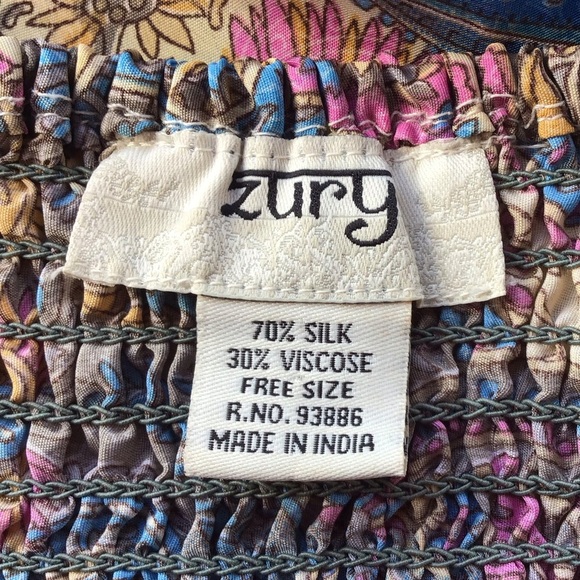 zury
70% SILK
30% VISCOSE
FREE SIZE
R.NO. 93886
MADE IN INDIA